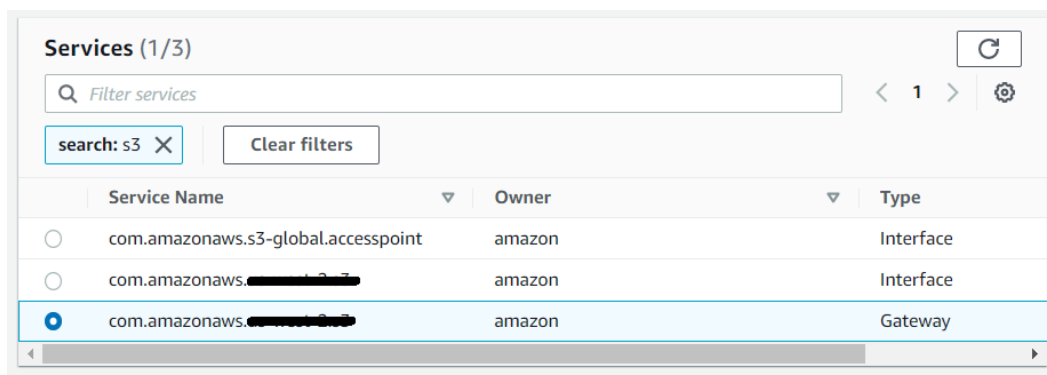 Services (1/3)
Filter services
1
search: s3
Clear filters
Service Name Owner Type
com.amazonaws.s3-global.accesspoint amazon Interface
com.amazonaws. amazon Interface
com.amazonaws. amazon Gateway